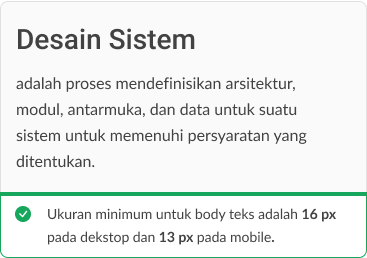 Desain Sistem
adalah proses mendefinisikan arsitektur,
modul, antarmuka, dan data untuk suatu
sistem untuk memenuhi persyaratan yang
ditentukan.
Ukuran minimum untuk body teks adalah 16 px
pada dekstop dan 13 px pada mobile.